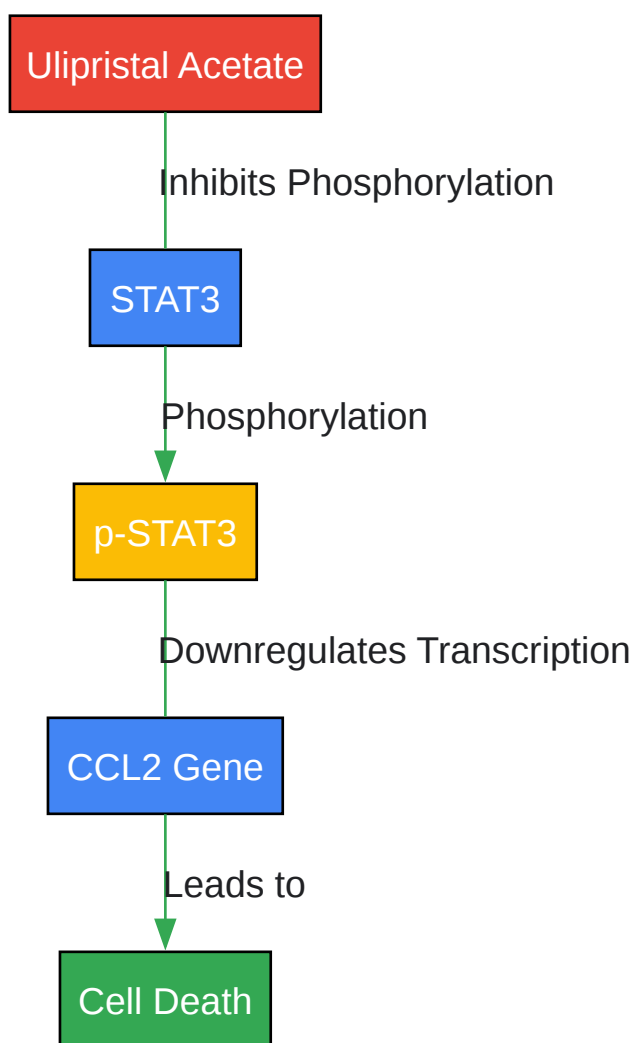 Ulipristal Acetate
Inhibits Phosphorylation
STAT3
Phosphorylation
p-STAT3
Downregulates Transcription
CCL2 Gene
Leads to
Cell Death